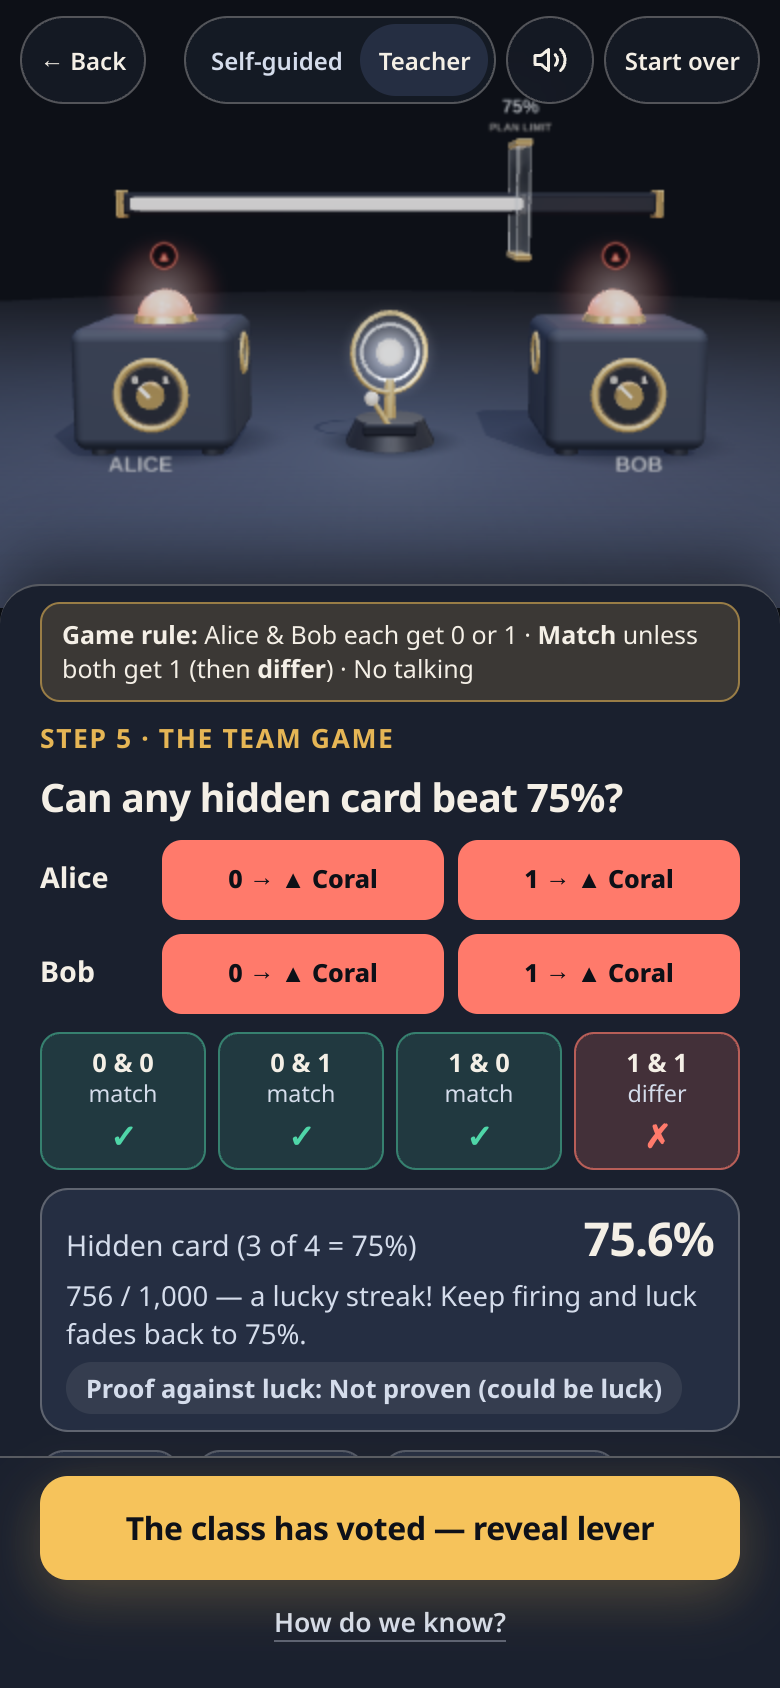 ← Back
Self-guided
Teacher
Start over
75%
PLAN LIMIT
0 1
0 1
ALICE
BOB
Game rule: Alice & Bob each get 0 or 1 · Match unless
both get 1 (then differ) · No talking
STEP 5 · THE TEAM GAME
Can any hidden card beat 75%?
Alice
0 → ▲ Coral
1 → ▲ Coral
Bob
0 → ▲ Coral
1 → ▲ Coral
0 & 0
match
✓
0 & 1
match
✓
1 & 0
match
✓
1 & 1
differ
✗
Hidden card (3 of 4 = 75%)
75.6%
756 / 1,000 — a lucky streak! Keep firing and luck
fades back to 75%.
Proof against luck: Not proven (could be luck)
The class has voted — reveal lever
How do we know?